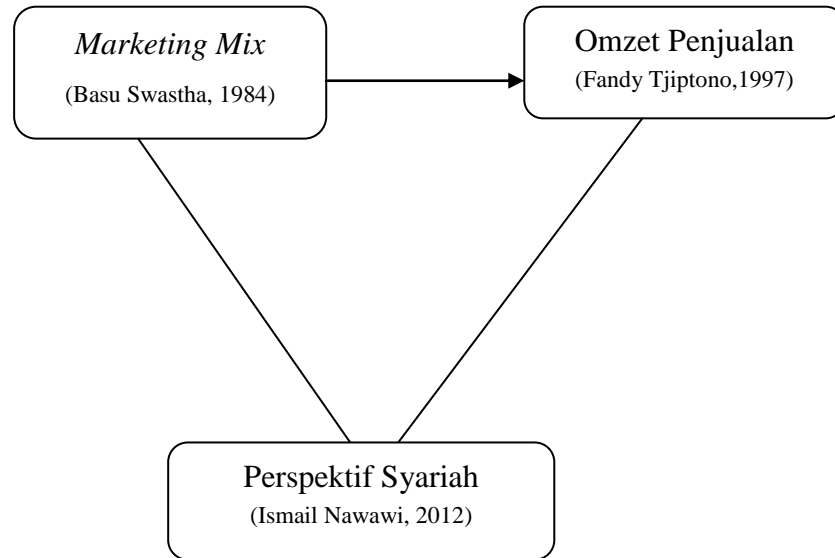 Marketing Mix
(Basu Swastha, 1984)
Omzet Penjualan
(Fandy Tjiptono,1997)
Perspektif Syariah
(Ismail Nawawi, 2012)